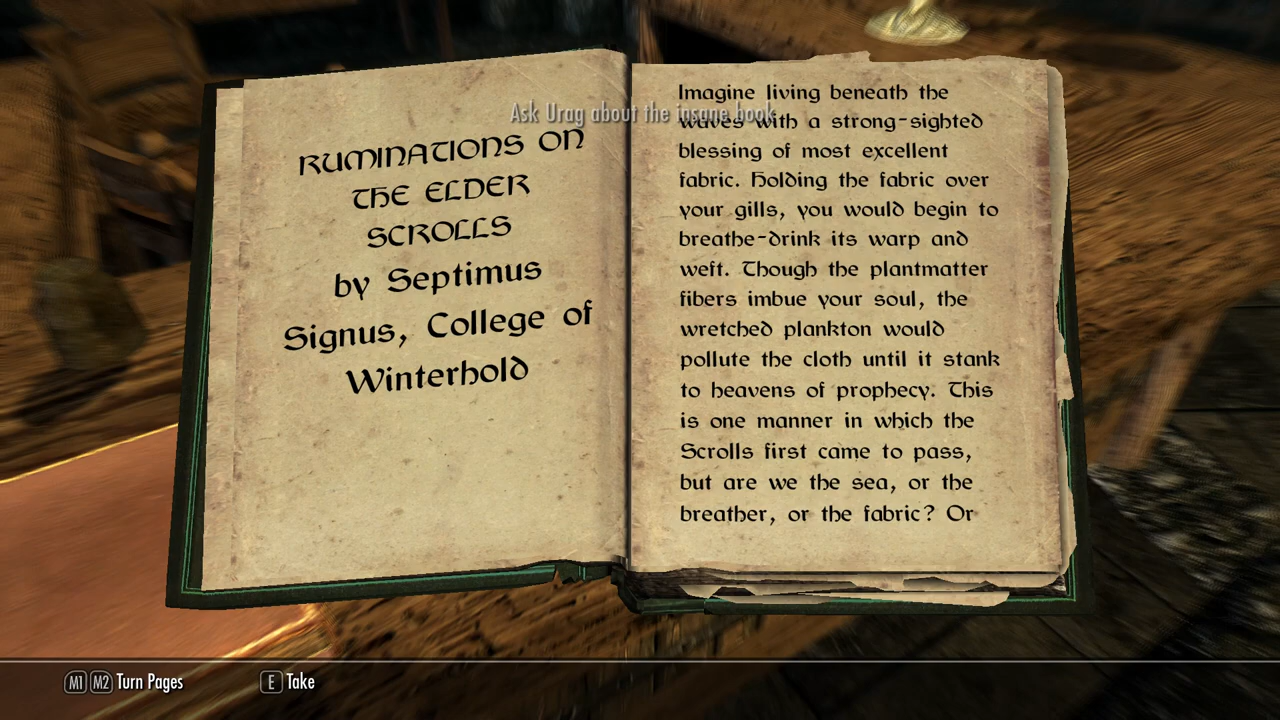 Ask Urag about the insane book
RUMINATIONS ON
THE ELDER
SCROLLS
by Septimus
Signus, College of
Winterhold
Imagine living beneath the
waves with a strong-sighted
blessing of most excellent
fabric. Holding the fabric over
your gills, you would begin to
breathe-drink its warp and
weft. Though the plantmatter
fibers imbue your soul, the
wretched plankton would
pollute the cloth until it stank
to heavens of prophecy. This
is one manner in which the
Scrolls first came to pass,
but are we the sea, or the
breather, or the fabric? Or
M1 M2 Turn Pages
E Take